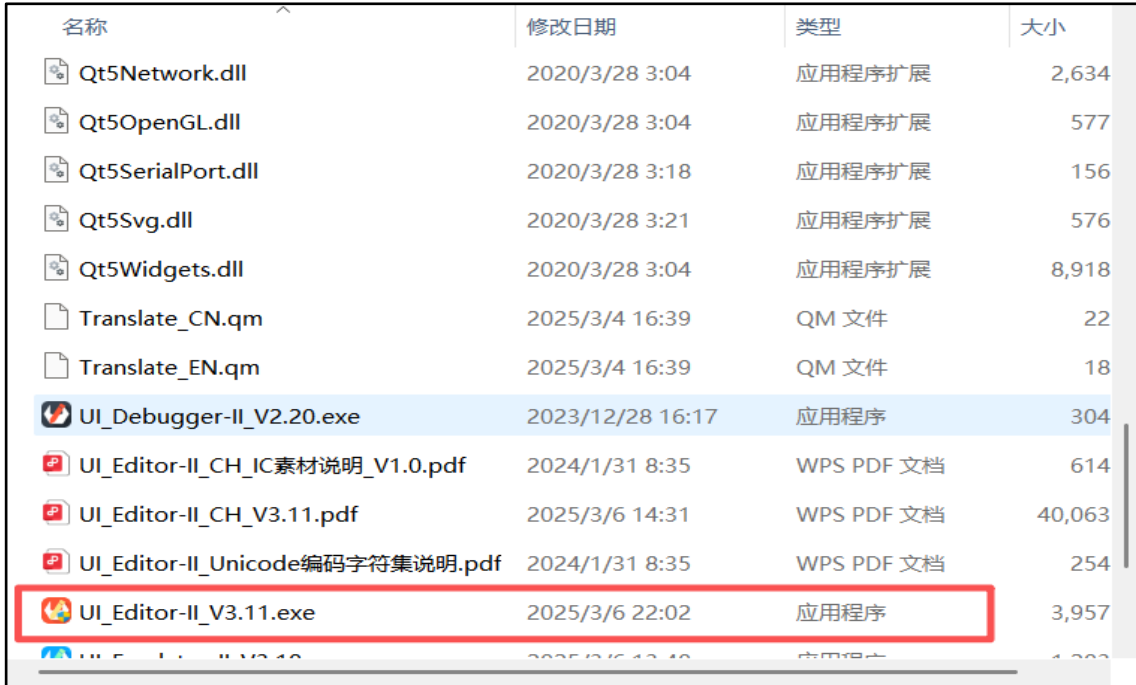 名称 修改日期 类型 大小
Qt5Network.dll 2020/3/28 3:04 应用程序扩展 2,634
Qt5OpenGL.dll 2020/3/28 3:04 应用程序扩展 577
Qt5SerialPort.dll 2020/3/28 3:18 应用程序扩展 156
Qt5Svg.dll 2020/3/28 3:21 应用程序扩展 576
Qt5Widgets.dll 2020/3/28 3:04 应用程序扩展 8,918
Translate_CN.qm 2025/3/4 16:39 QM 文件 22
Translate_EN.qm 2025/3/4 16:39 QM 文件 18
UI_Debugger-II_V2.20.exe 2023/12/28 16:17 应用程序 304
UI_Editor-II_CH_IC素材说明_V1.0.pdf 2024/1/31 8:35 WPS PDF 文档 614
UI_Editor-II_CH_V3.11.pdf 2025/3/6 14:31 WPS PDF 文档 40,063
UI_Editor-II_Unicode编码字符集说明.pdf 2024/1/31 8:35 WPS PDF 文档 254
UI_Editor-II_V3.11.exe 2025/3/6 22:02 应用程序 3,957